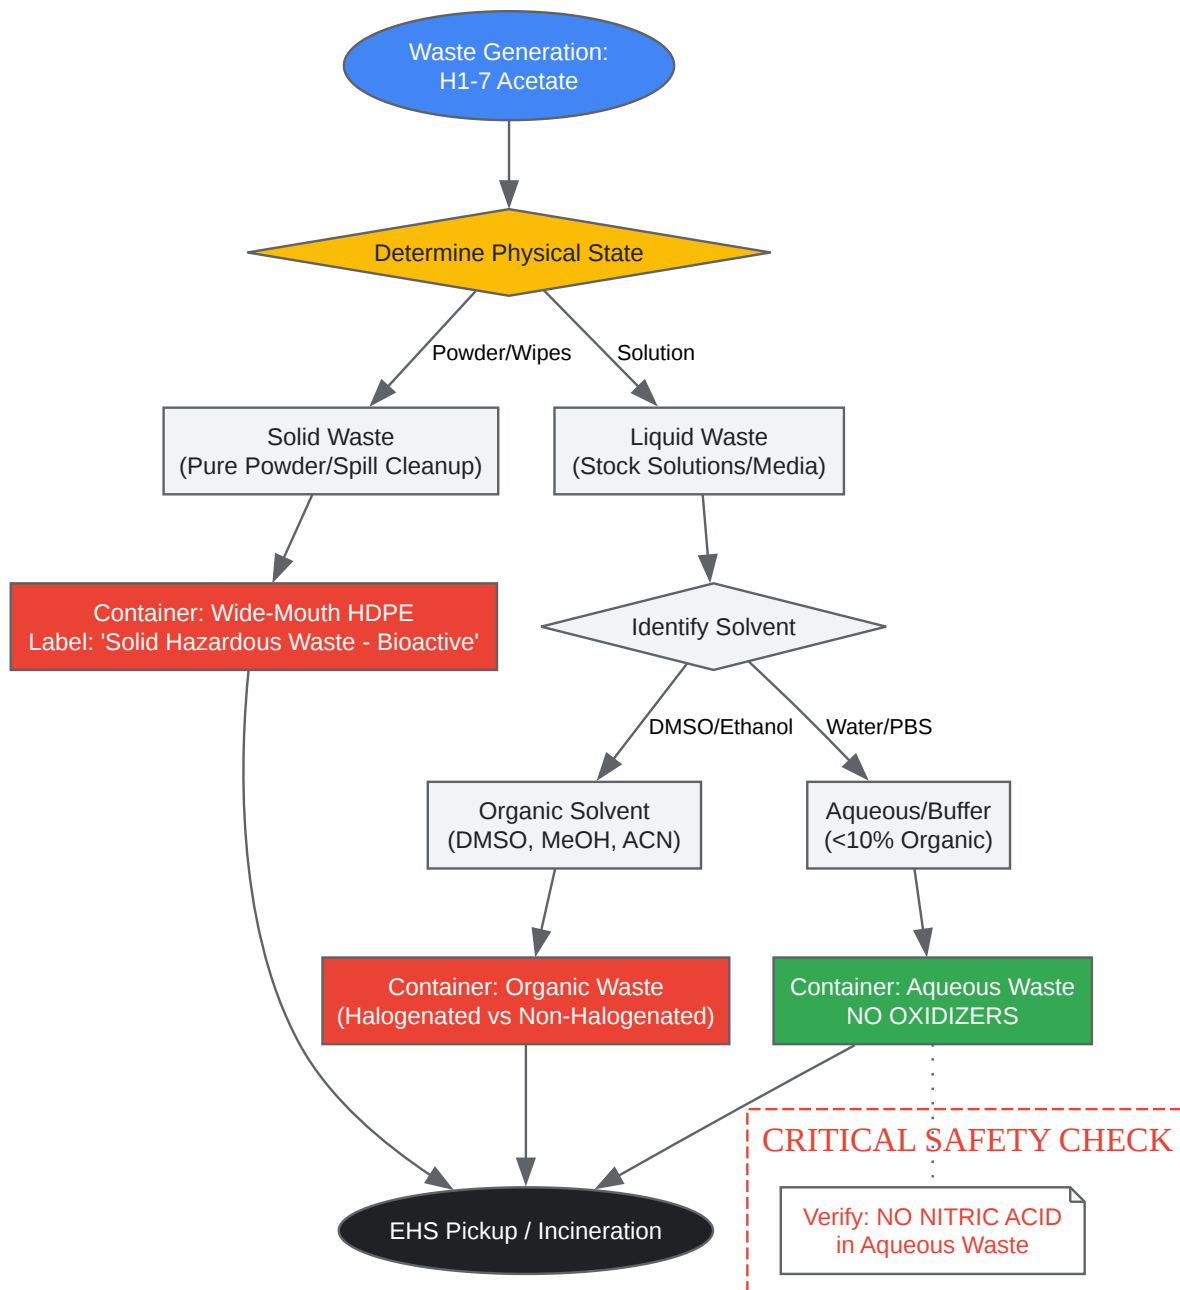 Waste Generation:
H1-7 Acetate
Determine Physical State
Powder/Wipes
Solution
Solid Waste
(Pure Powder/Spill Cleanup)
Liquid Waste
(Stock Solutions/Media)
Container: Wide-Mouth HDPE
Label: 'Solid Hazardous Waste - Bioactive'
Identify Solvent
DMSO/Ethanol
Water/PBS
Organic Solvent
(DMSO, MeOH, ACN)
Aqueous/Buffer
(<10% Organic)
Container: Organic Waste
(Halogenated vs Non-Halogenated)
Container: Aqueous Waste
NO OXIDIZERS
CRITICAL SAFETY CHECK
EHS Pickup / Incineration
Verify: NO NITRIC ACID
in Aqueous Waste